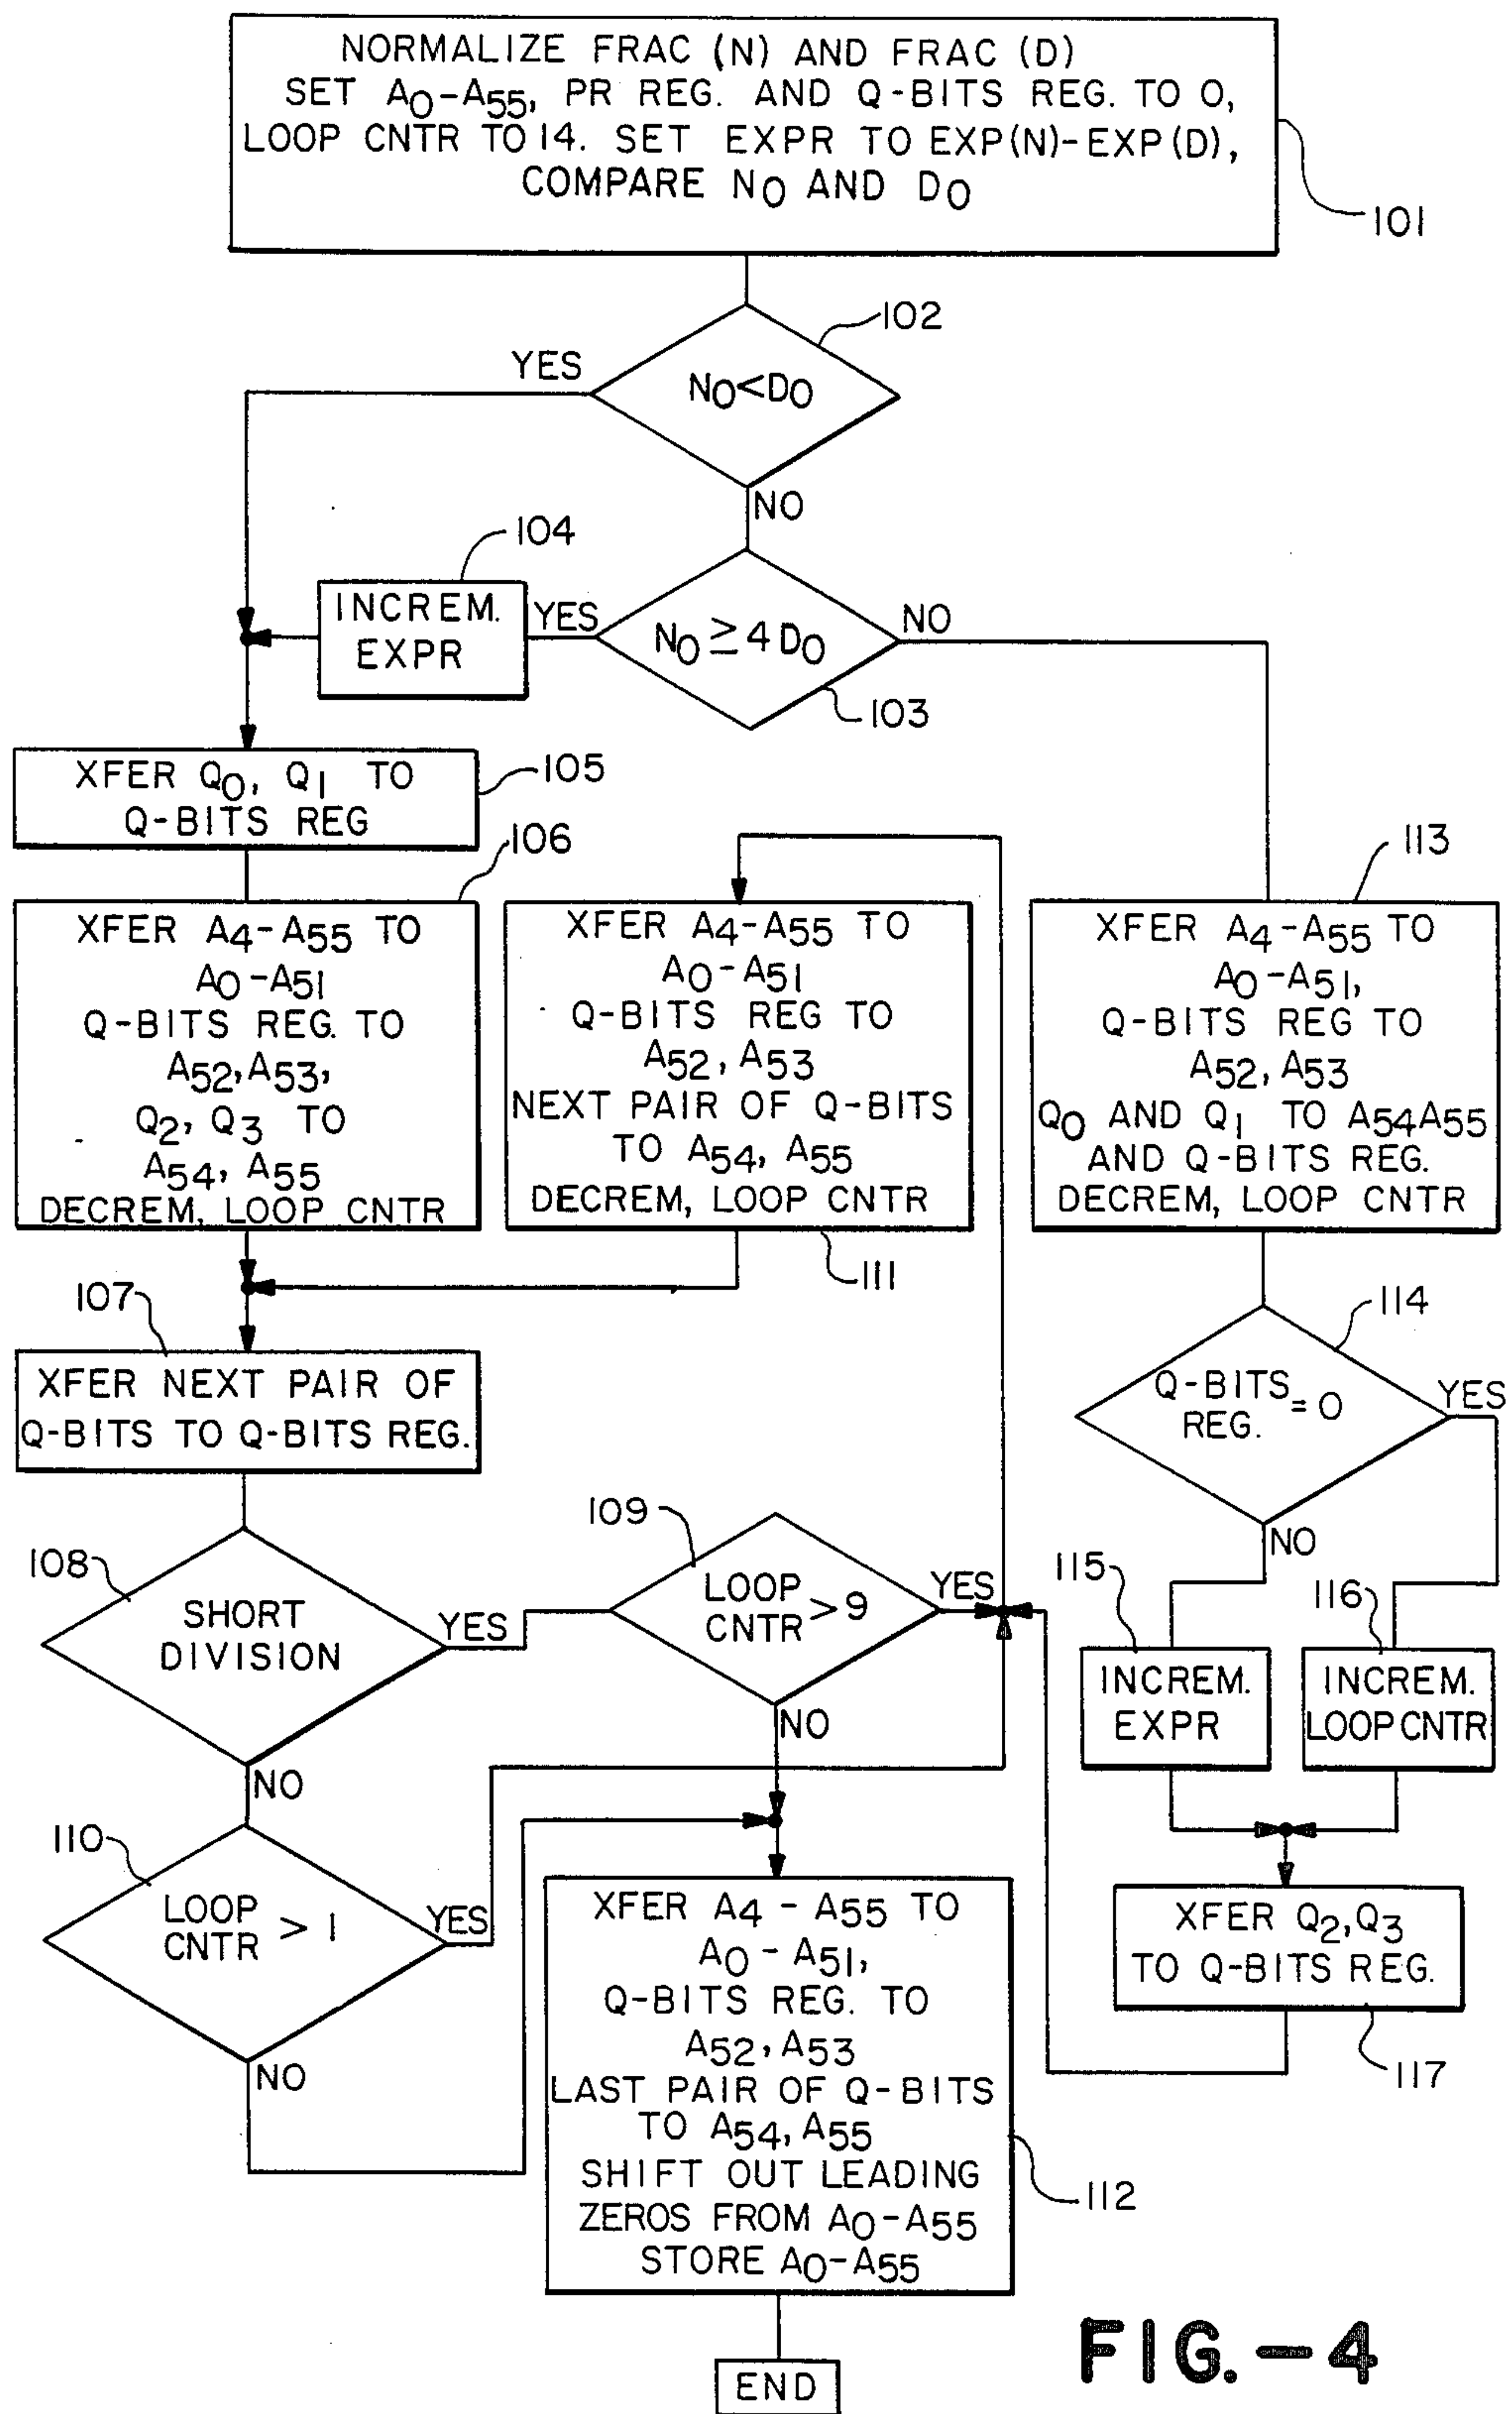 NORMALIZE FRAC (N) AND FRAC (D)
SET A0-A55, PR REG. AND Q-BITS REG. TO 0,
LOOP CNTR TO 14. SET EXPR TO EXP(N)-EXP(D),
COMPARE N0 AND D0
101
102
YES
N0<D0
NO
104
INCREM.
EXPR
YES
N0≥4D0
NO
103
XFER Q0, Q1 TO
Q-BITS REG
105
106
XFER A4-A55 TO
A0-A51
Q-BITS REG. TO
A52,A53,
Q2, Q3 TO
A54, A55
DECREM, LOOP CNTR
XFER A4-A55 TO
A0-A51
Q-BITS REG TO
A52, A53
NEXT PAIR OF Q-BITS
TO A54, A55
DECREM, LOOP CNTR
111
113
XFER A4-A55 TO
A0-A51,
Q-BITS REG TO
A52, A53
Q0 AND Q1 TO A54A55
AND Q-BITS REG.
DECREM, LOOP CNTR
107
XFER NEXT PAIR OF
Q-BITS TO Q-BITS REG.
114
Q-BITS
REG. = 0
YES
NO
108
SHORT
DIVISION
YES
NO
109
LOOP
CNTR > 9
YES
NO
115
INCREM.
EXPR
116
INCREM.
LOOP CNTR
110
LOOP
CNTR > 1
YES
NO
XFER A4 - A55 TO
A0 - A51,
Q-BITS REG. TO
A52, A53
LAST PAIR OF Q-BITS
TO A54, A55
SHIFT OUT LEADING
ZEROS FROM A0-A55
STORE A0-A55
112
XFER Q2,Q3
TO Q-BITS REG.
117
END
FIG.-4